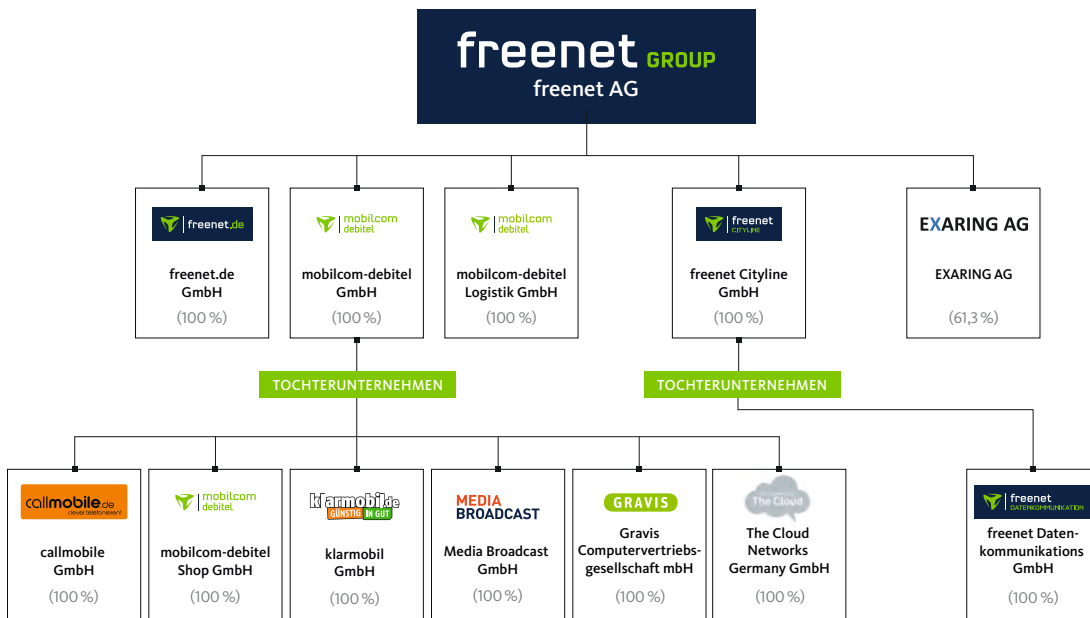 freenet GROUP
freenet AG
freenet.de
freenet.de
GmbH
(100 %)
mobilcom
debitel
mobilcom-debitel
GmbH
(100 %)
mobilcom
debitel
mobilcom-debitel
Logistik GmbH
(100 %)
freenet
CITYLINE
freenet Cityline
GmbH
(100 %)
EXARING AG
EXARING AG
(61,3 %)
TOCHTERUNTERNEHMEN
TOCHTERUNTERNEHMEN
callmobile.de
clever telefonieren!
callmobile
GmbH
(100 %)
mobilcom
debitel
mobilcom-debitel
Shop GmbH
(100 %)
klarmobil.de
GÜNSTIG IN GUT
klarmobil
GmbH
(100 %)
MEDIA
BROADCAST
Media Broadcast
GmbH
(100 %)
GRAVIS
Gravis
Computervertriebs-
gesellschaft mbH
(100 %)
The Cloud
The Cloud
Networks
Germany GmbH
(100 %)
freenet
DATENKOMMUNIKATION
freenet Daten-
kommunikations
GmbH
(100 %)